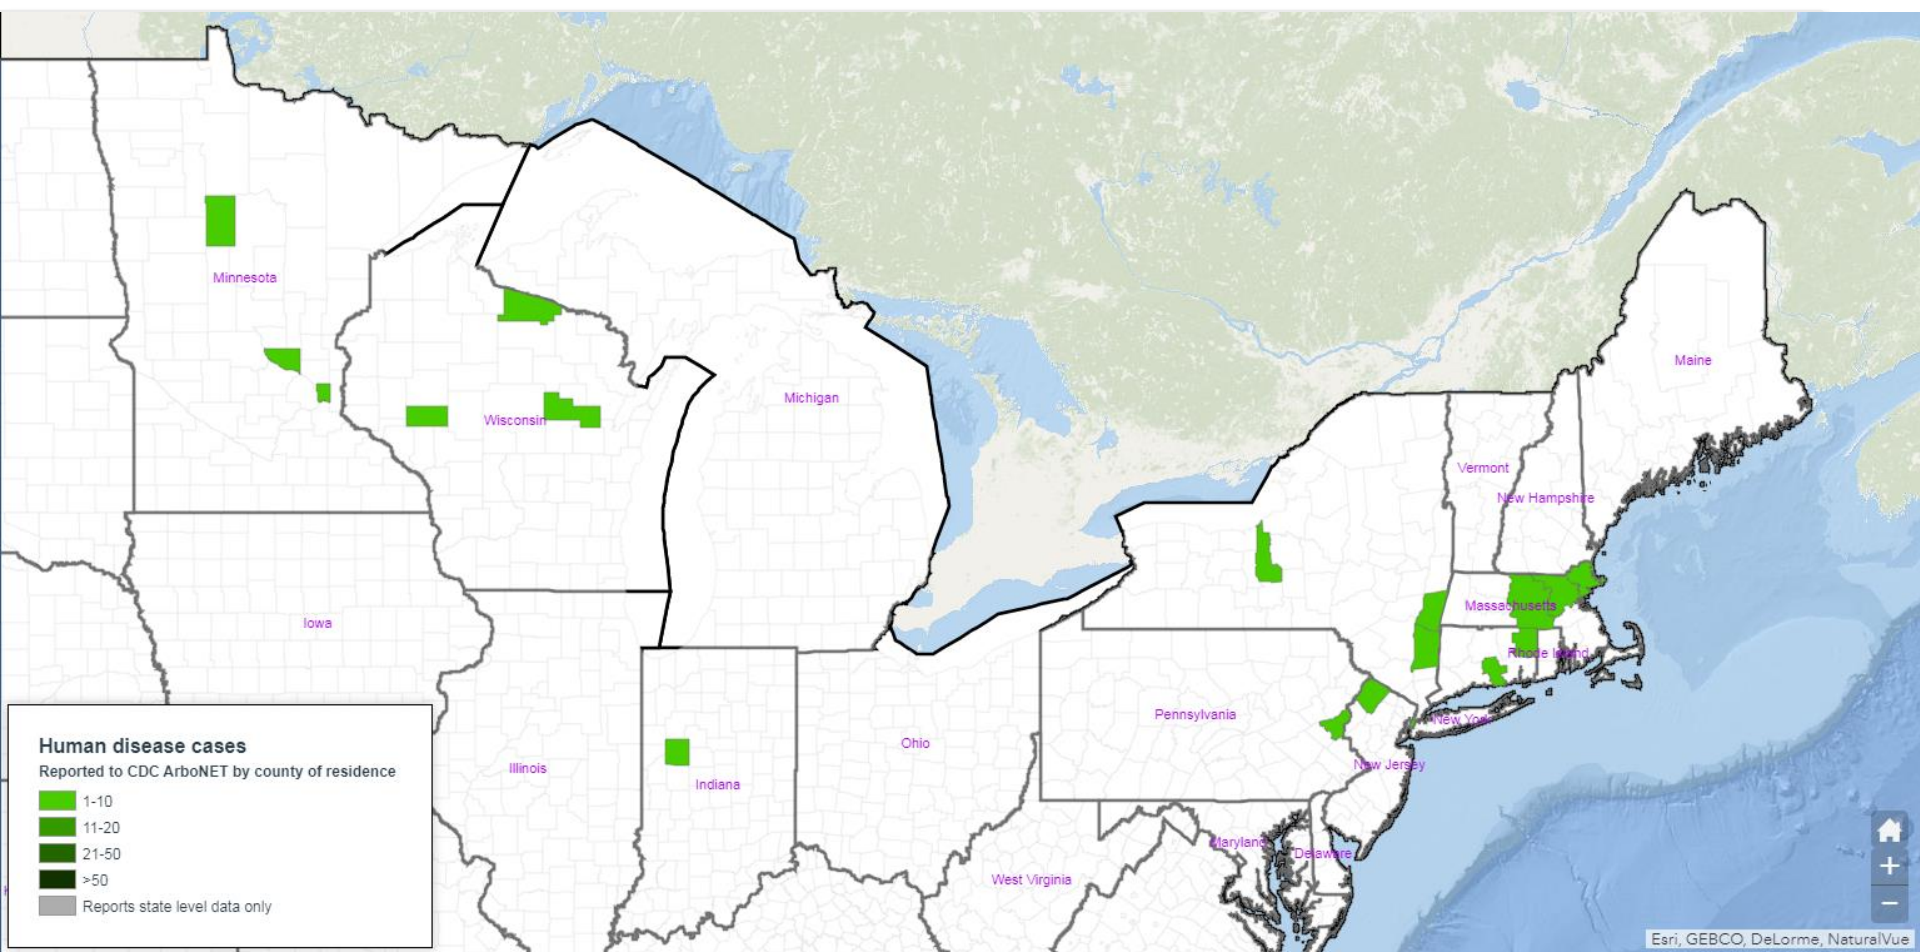 Minnesota
Wisconsin
Michigan
Maine
Vermont
New Hampshire
Massachusetts
Rhode Island
Iowa
Pennsylvania
New York
Ohio
Illinois
Indiana
New Jersey
Maryland
Delaware
West Virginia
Human disease cases
Reported to CDC ArboNET by county of residence
1-10
11-20
21-50
>50
Reports state level data only
+
−
Esri, GEBCO, DeLorme, NaturalVue